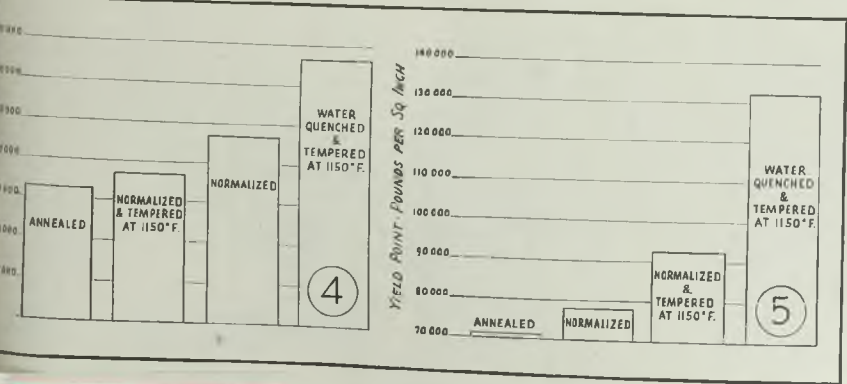 ANNEALED
NORMALIZED
& TEMPERED
AT 1150°F.
NORMALIZED
WATER
QUENCHED
&
TEMPERED
AT 1150°F.
4
YIELD POINT-POUNDS PER SQ INCH
140 000
130 000
120 000
110 000
100 000
90 000
80 000
70 000
ANNEALED
NORMALIZED
NORMALIZED
&
TEMPERED
AT 1150°F.
WATER
QUENCHED
&
TEMPERED
AT 1150°F.
5